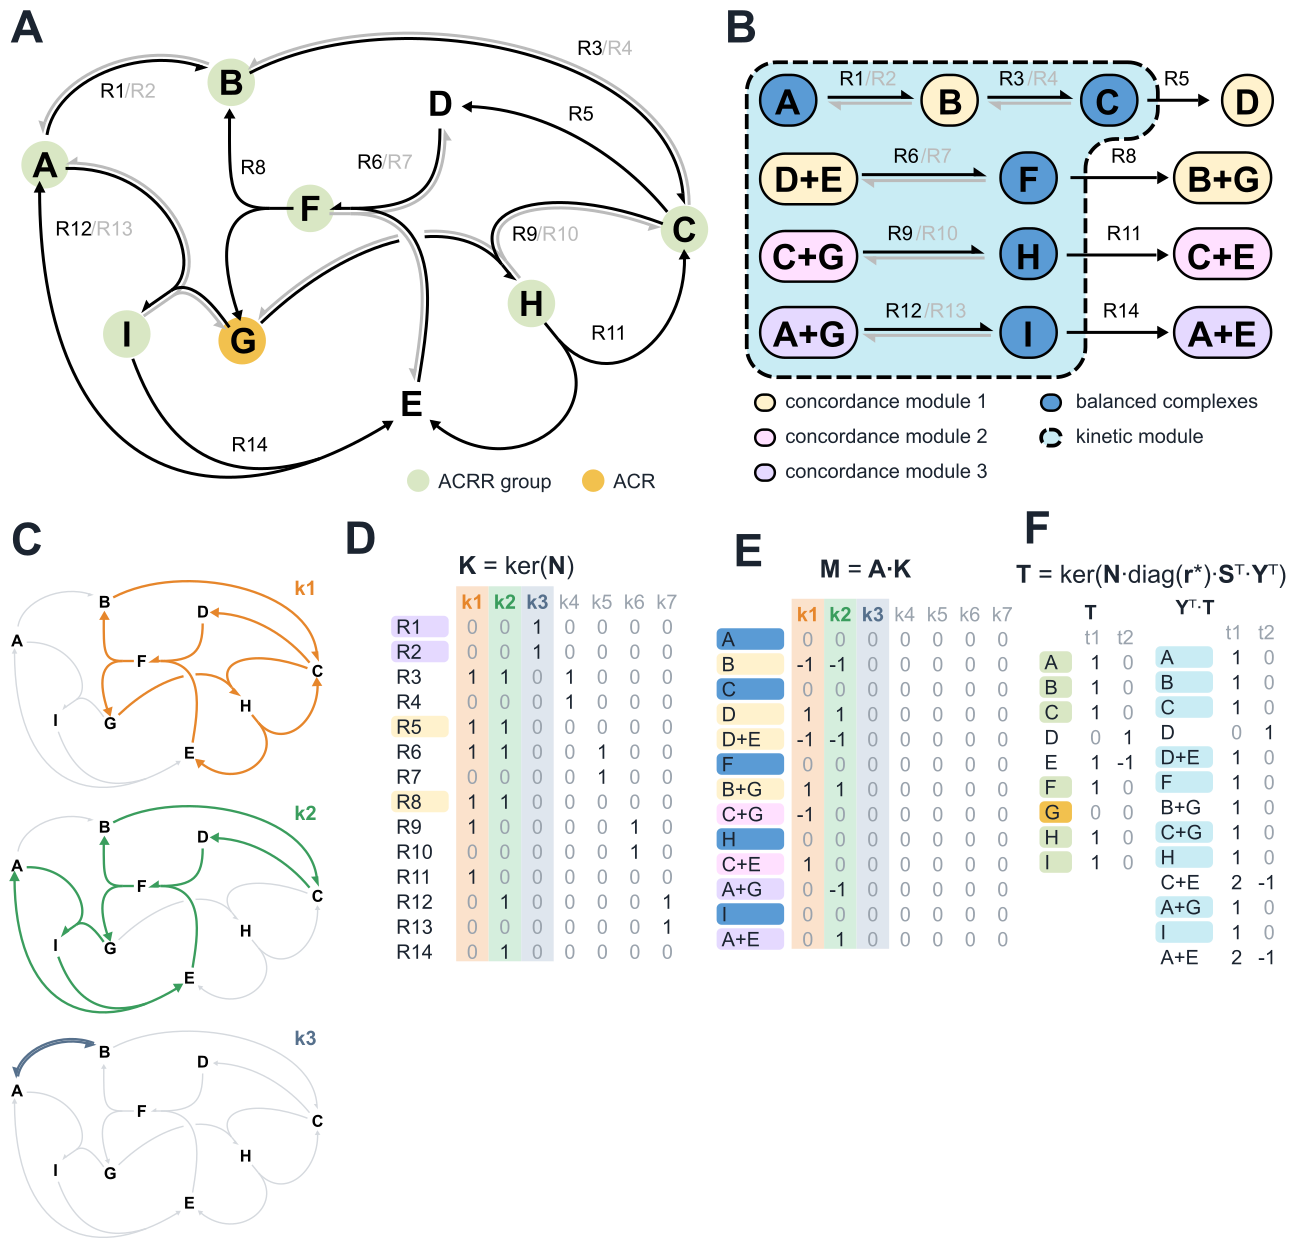 A
B
R3/R4
R1/R2
B
D
R5
A
R8
R6/R7
F
C
R12/R13
R9/R10
H
I
G
R11
E
R14
ACRR group
ACR
R1/R2
R3/R4
R5
A
B
C
D
R6/R7
R8
D+E
F
B+G
R9/R10
R11
C+G
H
C+E
R12/R13
R14
A+G
I
A+E
concordance module 1
balanced complexes
concordance module 2
kinetic module
concordance module 3
C
k1
B
D
A
F
C
H
I
G
E
k2
B
D
A
F
C
H
I
G
E
k3
B
D
A
F
C
H
I
G
E
D
K = ker(N)
k1 k2 k3 k4 k5 k6 k7
R1 0 0 1 0 0 0 0
R2 0 0 1 0 0 0 0
R3 1 1 0 1 0 0 0
R4 0 0 0 1 0 0 0
R5 1 1 0 0 0 0 0
R6 1 1 0 0 1 0 0
R7 0 0 0 0 1 0 0
R8 1 1 0 0 0 0 0
R9 1 0 0 0 0 1 0
R10 0 0 0 0 0 1 0
R11 1 0 0 0 0 0 0
R12 0 1 0 0 0 0 1
R13 0 0 0 0 0 0 1
R14 0 1 0 0 0 0 0
E
M = A·K
k1 k2 k3 k4 k5 k6 k7
A 0 0 0 0 0 0 0
B -1 -1 0 0 0 0 0
C 0 0 0 0 0 0 0
D 1 1 0 0 0 0 0
D+E -1 -1 0 0 0 0 0
F 0 0 0 0 0 0 0
B+G 1 1 0 0 0 0 0
C+G -1 0 0 0 0 0 0
H 0 0 0 0 0 0 0
C+E 1 0 0 0 0 0 0
A+G 0 -1 0 0 0 0 0
I 0 0 0 0 0 0 0
A+E 0 1 0 0 0 0 0
F
T = ker(N·diag(r*)·Sᵀ·Yᵀ)
T
t1 t2
A 1 0
B 1 0
C 1 0
D 0 1
E 1 -1
F 1 0
G 0 0
H 1 0
I 1 0
Yᵀ·T
t1 t2
A 1 0
B 1 0
C 1 0
D 0 1
D+E 1 0
F 1 0
B+G 1 0
C+G 1 0
H 1 0
C+E 2 -1
A+G 1 0
I 1 0
A+E 2 -1